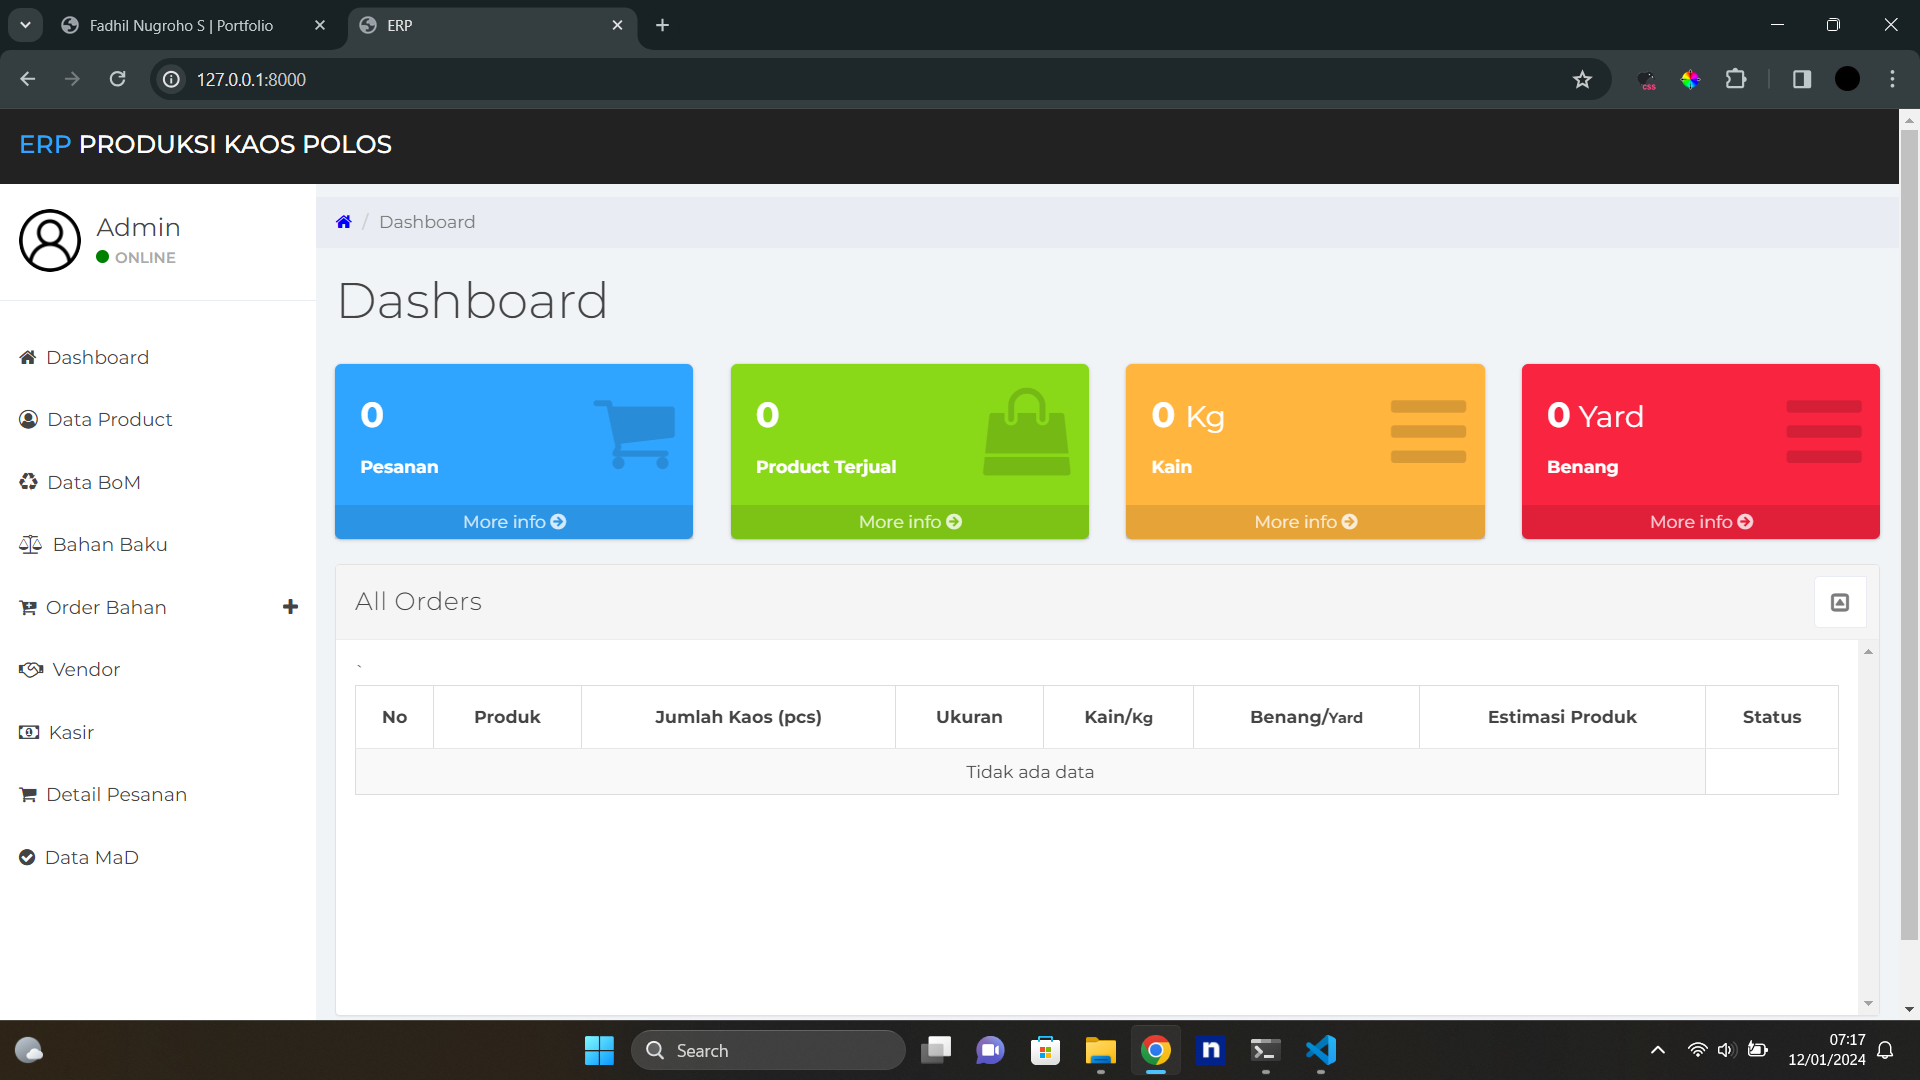 Fadhil Nugroho S | Portfolio
ERP
127.0.0.1:8000
css
ERP PRODUKSI KAOS POLOS
Admin
ONLINE
/ Dashboard
Dashboard
Dashboard
Data Product
Data BoM
Bahan Baku
Order Bahan
Vendor
Kasir
Detail Pesanan
Data MaD
0
Pesanan
More info
0
Product Terjual
More info
0 Kg
Kain
More info
0 Yard
Benang
More info
All Orders
`
No Produk Jumlah Kaos (pcs) Ukuran Kain/Kg Benang/Yard Estimasi Produk Status
Tidak ada data
Search
n
07:17
12/01/2024